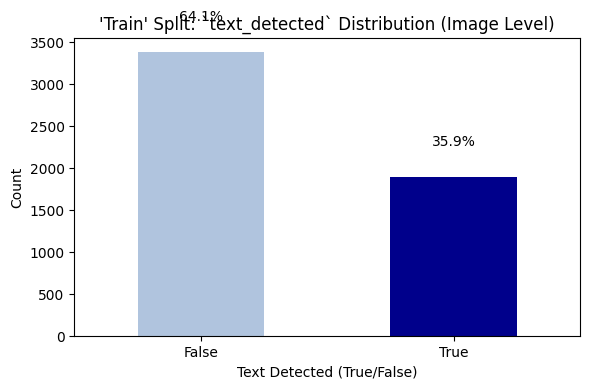 64.1%
'Train' Split: `text_detected` Distribution (Image Level)
3500
3000
2500
2000
1500
1000
500
0
Count
35.9%
False
True
Text Detected (True/False)